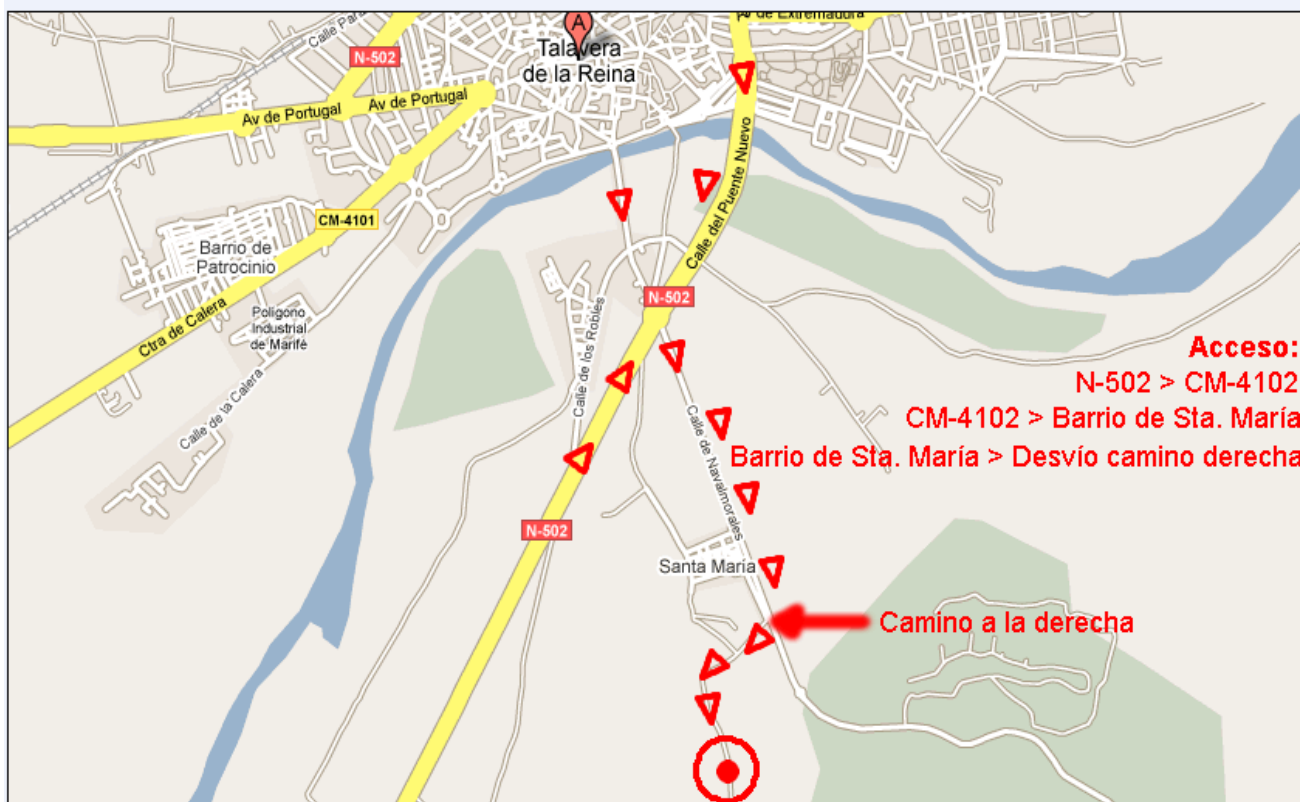 Av de Extremadura
Calle Para
A
N-502
Talavera
de la Reina
Av de Portugal
Av de Portugal
Calle del Puente Nuevo
CM-4101
Barrio de
Patrocinio
Ctra de Calera
Polígono
Industrial
de Marifé
Calle de la Calera
Calle de los Robles
N-502
Acceso:
N-502 > CM-4102
CM-4102 > Barrio de Sta. María
Barrio de Sta. María > Desvío camino derecha
Calle de Navalmorales
N-502
Santa María
Camino a la derecha